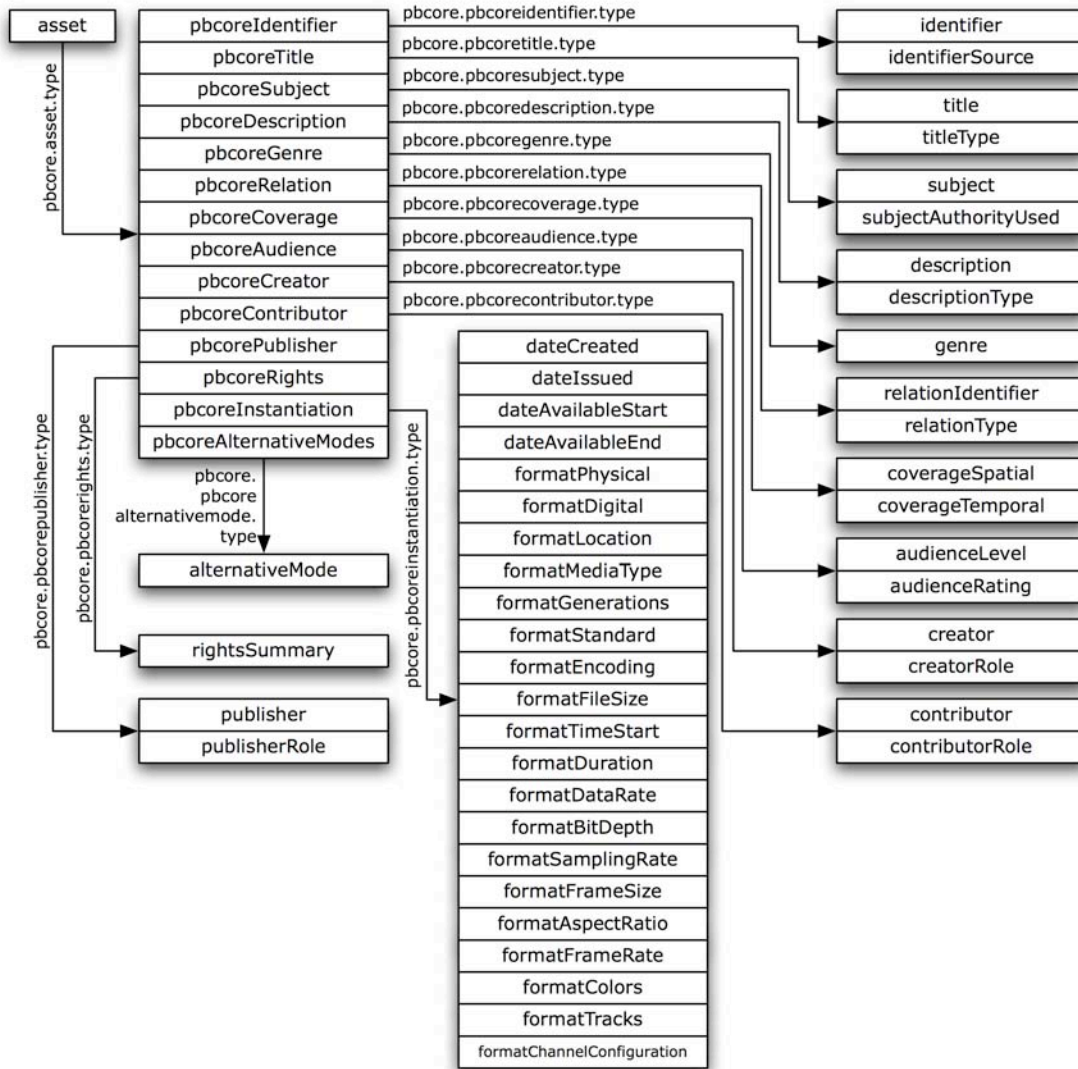 asset
pbcore.asset.type
pbcoreIdentifier
pbcoreTitle
pbcoreSubject
pbcoreDescription
pbcoreGenre
pbcoreRelation
pbcoreCoverage
pbcoreAudience
pbcoreCreator
pbcoreContributor
pbcorePublisher
pbcoreRights
pbcoreInstantiation
pbcoreAlternativeModes
pbcore.pbcoreidentifier.type
pbcore.pbcoretitle.type
pbcore.pbcoresubject.type
pbcore.pbcoredescription.type
pbcore.pbcoregenre.type
pbcore.pbcorerelation.type
pbcore.pbcorecoverage.type
pbcore.pbcoreaudience.type
pbcore.pbcorecreator.type
pbcore.pbcorecontributor.type
identifier
identifierSource
title
titleType
subject
subjectAuthorityUsed
description
descriptionType
genre
relationIdentifier
relationType
coverageSpatial
coverageTemporal
audienceLevel
audienceRating
creator
creatorRole
contributor
contributorRole
pbcore.pbcorepublisher.type
pbcore.pbcorerights.type
pbcore.
pbcore
alternativemode.
type
alternativeMode
rightsSummary
publisher
publisherRole
pbcore.pbcoreinstantiation.type
dateCreated
dateIssued
dateAvailableStart
dateAvailableEnd
formatPhysical
formatDigital
formatLocation
formatMediaType
formatGenerations
formatStandard
formatEncoding
formatFileSize
formatTimeStart
formatDuration
formatDataRate
formatBitDepth
formatSamplingRate
formatFrameSize
formatAspectRatio
formatFrameRate
formatColors
formatTracks
formatChannelConfiguration